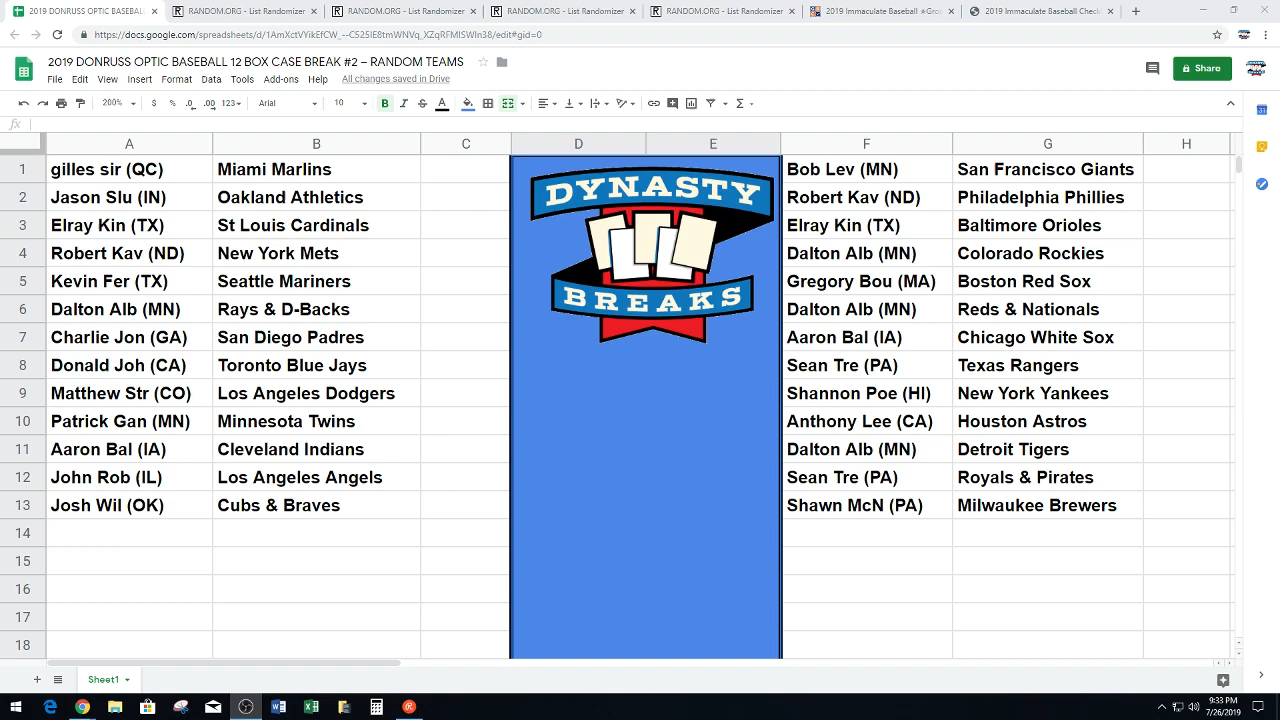 2019 DONRUSS OPTIC BASEBALL
RANDOM.ORG - List Randomizer
RANDOM.ORG - List Randomizer
RANDOM.ORG - List Randomizer
RANDOM.ORG - List Randomizer
2019 Immaculate Baseball
2019 Immaculate Baseball Check
2019 DONRUSS OPTIC BASEBALL 12 BOX CASE BREAK #2 – RANDOM TEAMS
File Edit View Insert Format Data Tools Add-ons Help All changes saved in Drive
Share
200% $ % .0 .00 123 Arial 10 B I S A
fx
A B C D E F G H
1 gilles sir (QC) Miami Marlins Bob Lev (MN) San Francisco Giants
2 Jason Slu (IN) Oakland Athletics Robert Kav (ND) Philadelphia Phillies
3 Elray Kin (TX) St Louis Cardinals Elray Kin (TX) Baltimore Orioles
4 Robert Kav (ND) New York Mets Dalton Alb (MN) Colorado Rockies
5 Kevin Fer (TX) Seattle Mariners Gregory Bou (MA) Boston Red Sox
6 Dalton Alb (MN) Rays & D-Backs Dalton Alb (MN) Reds & Nationals
7 Charlie Jon (GA) San Diego Padres Aaron Bal (IA) Chicago White Sox
8 Donald Joh (CA) Toronto Blue Jays Sean Tre (PA) Texas Rangers
9 Matthew Str (CO) Los Angeles Dodgers Shannon Poe (HI) New York Yankees
10 Patrick Gan (MN) Minnesota Twins Anthony Lee (CA) Houston Astros
11 Aaron Bal (IA) Cleveland Indians Dalton Alb (MN) Detroit Tigers
12 John Rob (IL) Los Angeles Angels Sean Tre (PA) Royals & Pirates
13 Josh Wil (OK) Cubs & Braves Shawn McN (PA) Milwaukee Brewers
14
15
16
17
18
DYNASTY
BREAKS
Sheet1
9:33 PM
7/26/2019